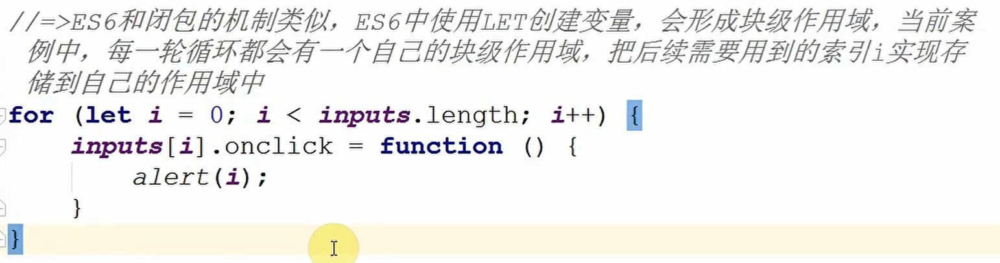 //=>ES6和闭包的机制类似，ES6中使用LET创建变量，会形成块级作用域，当前案
例中，每一轮循环都会有一个自己的块级作用域，把后续需要用到的索引i实现存
储到自己的作用域中
for (let i = 0; i < inputs.length; i++) {
    inputs[i].onclick = function () {
        alert(i);
    }
}